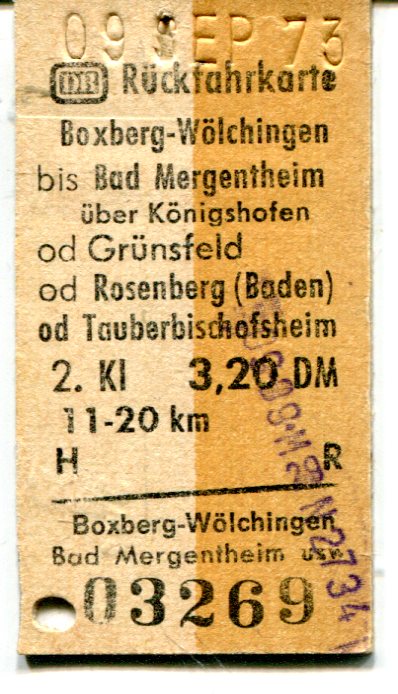 09 SEP 73
DB Rückfahrkarte
Boxberg-Wölchingen
bis Bad Mergentheim
über Königshofen
od Grünsfeld
od Rosenberg (Baden)
od Tauberbischofsheim
2. Kl 3,20 DM
11-20 km
H R
Boxberg-Wölchingen
Bad Mergentheim usw.
03269